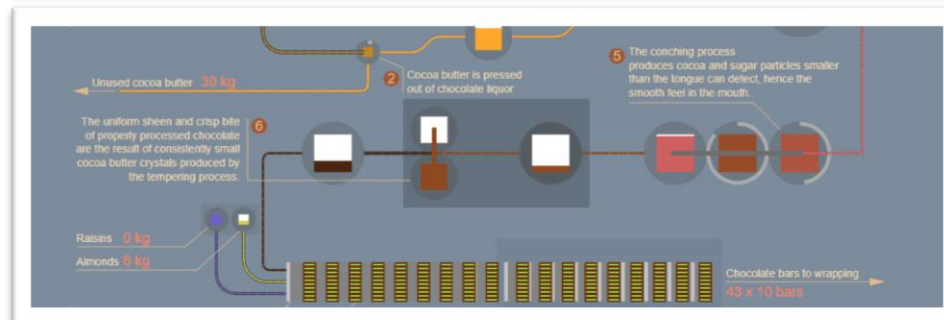 2
Cocoa butter is pressed
out of chocolate liquor
5
The conching process
produces cocoa and sugar particles smaller
than the tongue can detect, hence the
smooth feel in the mouth.
Unused cocoa butter 30 kg
6
The uniform sheen and crisp bite
of properly processed chocolate
are the result of consistently small
cocoa butter crystals produced by
the tempering process.
Raisins 0 kg
Almonds 6 kg
Chocolate bars to wrapping
43 x 10 bars